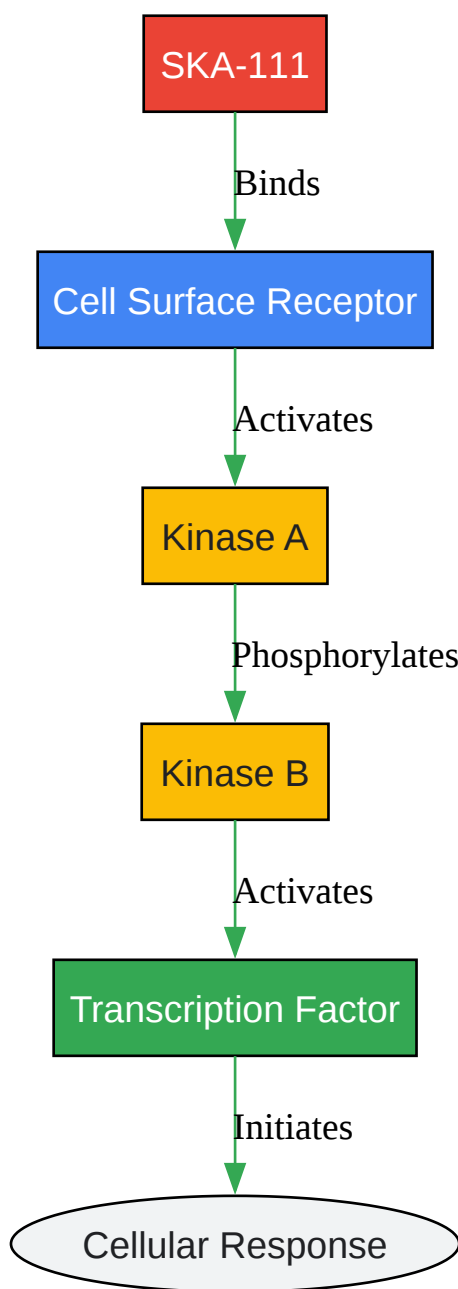 SKA-111
Binds
Cell Surface Receptor
Activates
Kinase A
Phosphorylates
Kinase B
Activates
Transcription Factor
Initiates
Cellular Response